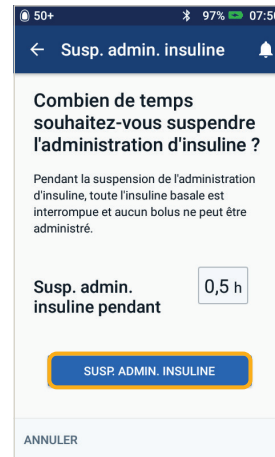 50+ 97% 07:56
Susp. admin. insuline
Combien de temps
souhaitez-vous suspendre
l'administration d'insuline ?
Pendant la suspension de l'administration
d'insuline, toute l'insuline basale est
interrompue et aucun bolus ne peut être
administré.
Susp. admin. 0,5 h
insuline pendant
SUSP. ADMIN. INSULINE
ANNULER